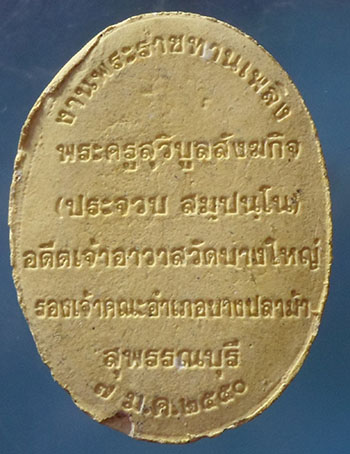 งานพระราชทานเพลิง
พระครูสุวิบูลสังฆกิจ
(ประจวบ สมฺปนฺโน)
อดีตเจ้าอาวาสวัดบางใหญ่
รองเจ้าคณะอำเภอบางปลาม้า
สุพรรณบุรี
๗ ม.ค.๒๕๔๐